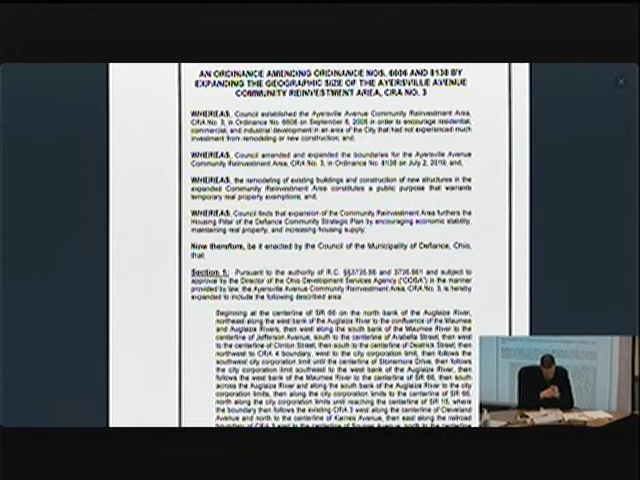 AN ORDINANCE AMENDING ORDINANCE NOS. 6606 AND 8138 BY
EXPANDING THE GEOGRAPHIC SIZE OF THE AYERSVILLE AVENUE
COMMUNITY REINVESTMENT AREA, CRA NO. 3
WHEREAS, Council established the Ayersville Avenue Community Reinvestment Area,
CRA No. 3, in Ordinance No. 6606 on September 6, 2005 in order to encourage residential,
commercial, and industrial development in an area of the City that had not experienced much
investment from remodeling or new construction; and,
WHEREAS, Council amended and expanded the boundaries for the Ayersville Avenue
Community Reinvestment Area, CRA No. 3, in Ordinance No. 8138 on July 2, 2019; and,
WHEREAS, the remodeling of existing buildings and construction of new structures in the
expanded Community Reinvestment Area constitutes a public purpose that warrants
temporary real property exemptions; and,
WHEREAS, Council finds that expansion of the Community Reinvestment Area furthers the
Housing Pillar of the Defiance Community Strategic Plan by encouraging economic stability,
maintaining real property, and increasing housing supply;
Now therefore, be it enacted by the Council of the Municipality of Defiance, Ohio,
that:
Section 1: Pursuant to the authority of R.C. §§3735.66 and 3735.661 and subject to
approval by the Director of the Ohio Development Services Agency ("ODSA") in the manner
provided by law, the Ayersville Avenue Community Reinvestment Area, CRA No. 3, is hereby
expanded to include the following described area:
Beginning at the centerline of SR 66 on the north bank of the Auglaize River,
northeast along the west bank of the Auglaize River to the confluence of the Maumee
and Auglaize Rivers, then west along the south bank of the Maumee River to the
centerline of Jefferson Avenue, south to the centerline of Arabella Street, then west
to the centerline of Clinton Street, then south to the centerline of Deatrick Street, then
northwest to CRA 4 boundary, west to the city corporation limit, then follows the
southwest corporation limit until the centerline of Stonemore Drive, then follows
the city corporation limit southeast to the west bank of the Auglaize River, then
follows the west bank of the Maumee River to the centerline of SR 66, then south
across the Auglaize and along the south bank of the Auglaize River to the city
corporation limits, then along the city corporation limits to the centerline of SR 66,
north along the city corporation limits until reaching the centerline of SR 15, where
the boundary then follows the existing CRA 3 west along the centerline of Cleveland
Avenue and north to the centerline of Karnes Avenue, then east along the railroad